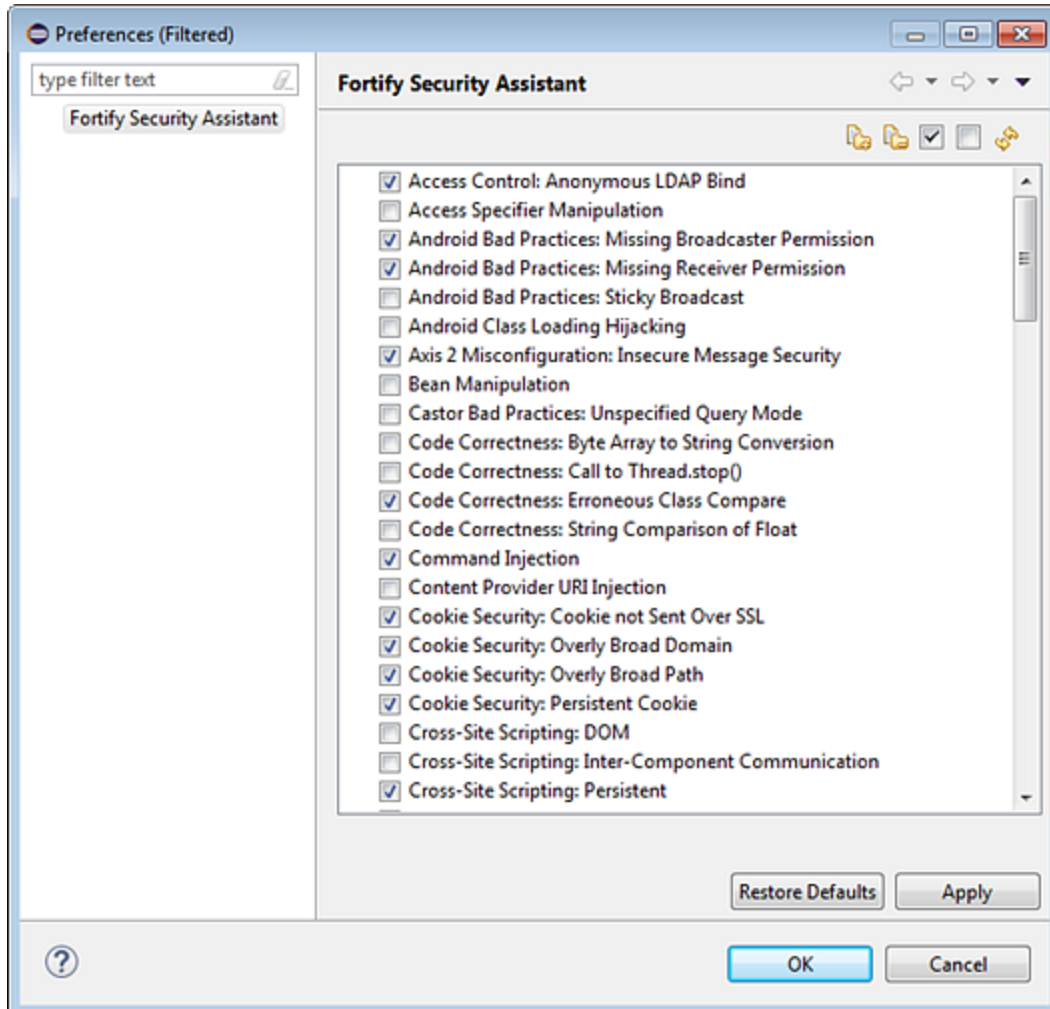 Preferences (Filtered)
type filter text
Fortify Security Assistant
Fortify Security Assistant
Access Control: Anonymous LDAP Bind
Access Specifier Manipulation
Android Bad Practices: Missing Broadcaster Permission
Android Bad Practices: Missing Receiver Permission
Android Bad Practices: Sticky Broadcast
Android Class Loading Hijacking
Axis 2 Misconfiguration: Insecure Message Security
Bean Manipulation
Castor Bad Practices: Unspecified Query Mode
Code Correctness: Byte Array to String Conversion
Code Correctness: Call to Thread.stop()
Code Correctness: Erroneous Class Compare
Code Correctness: String Comparison of Float
Command Injection
Content Provider URI Injection
Cookie Security: Cookie not Sent Over SSL
Cookie Security: Overly Broad Domain
Cookie Security: Overly Broad Path
Cookie Security: Persistent Cookie
Cross-Site Scripting: DOM
Cross-Site Scripting: Inter-Component Communication
Cross-Site Scripting: Persistent
Restore Defaults
Apply
?
OK
Cancel